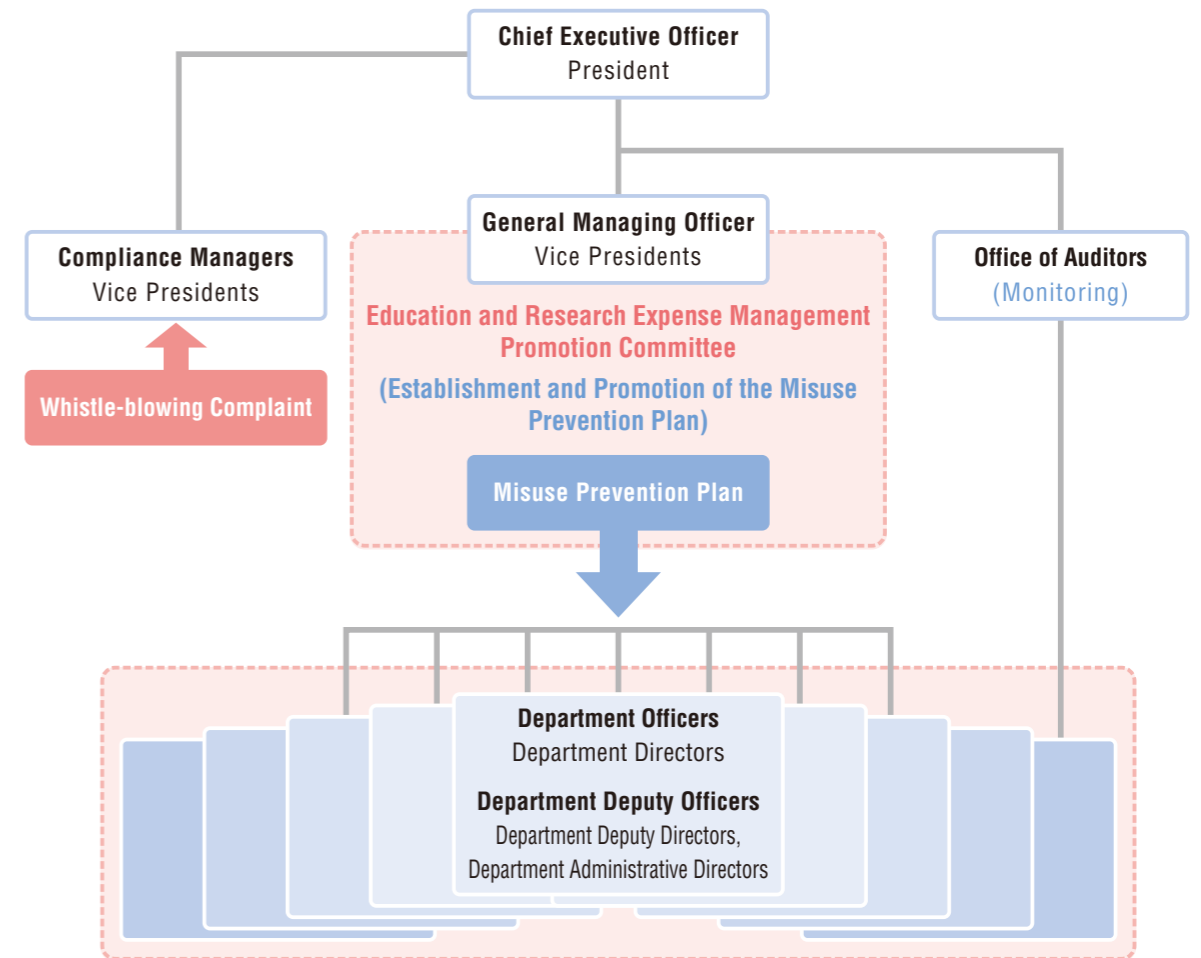 Chief Executive Officer
President
Compliance Managers
Vice Presidents
General Managing Officer
Vice Presidents
Office of Auditors
(Monitoring)
Whistle-blowing Complaint
Education and Research Expense Management
Promotion Committee
(Establishment and Promotion of the Misuse
Prevention Plan)
Misuse Prevention Plan
Department Officers
Department Directors
Department Deputy Officers
Department Deputy Directors,
Department Administrative Directors